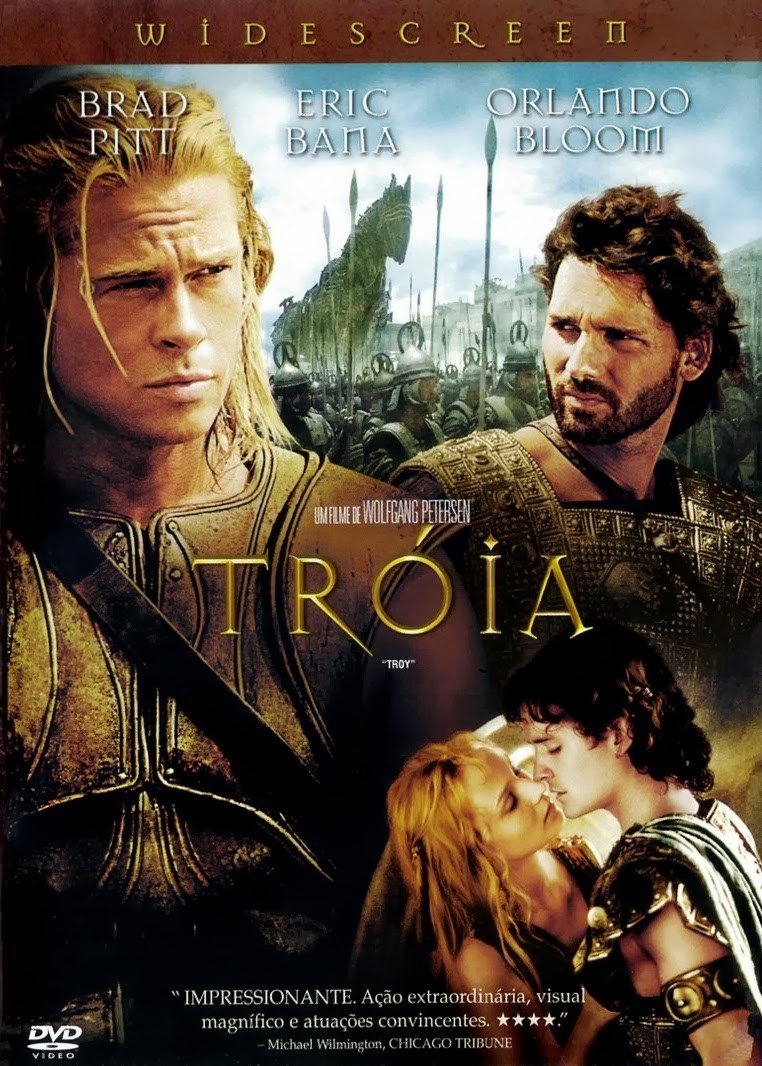 WIDESCREEN
BRAD PITT
ERIC BANA
ORLANDO BLOOM
UM FILME DE WOLFGANG PETERSEN
TRÓIA
"TROY"
"IMPRESSIONANTE. Ação extraordinária, visual
magnífico e atuações convincentes. ★★★★."
– Michael Wilmington, CHICAGO TRIBUNE
DVD
VIDEO